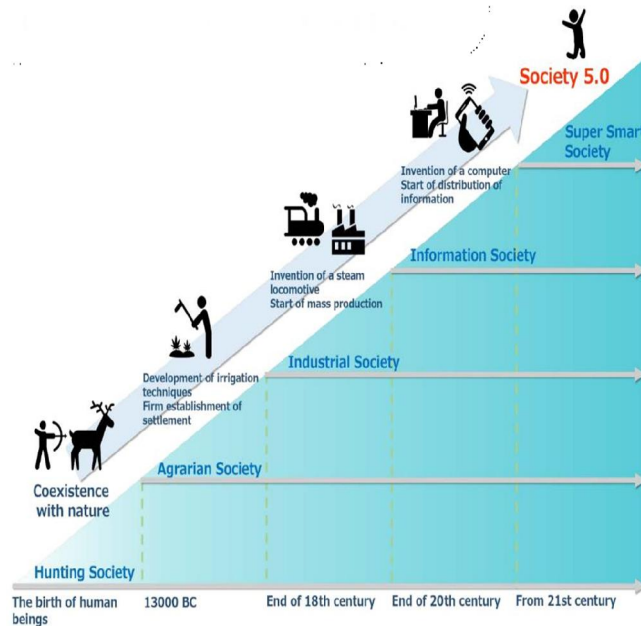 Society 5.0
Super Smart
Society
Invention of a computer
Start of distribution of
information
Information Society
Invention of a steam
locomotive
Start of mass production
Industrial Society
Development of irrigation
techniques
Firm establishment of
settlement
Agrarian Society
Coexistence
with nature
Hunting Society
The birth of human
beings
13000 BC
End of 18th century
End of 20th century
From 21st century